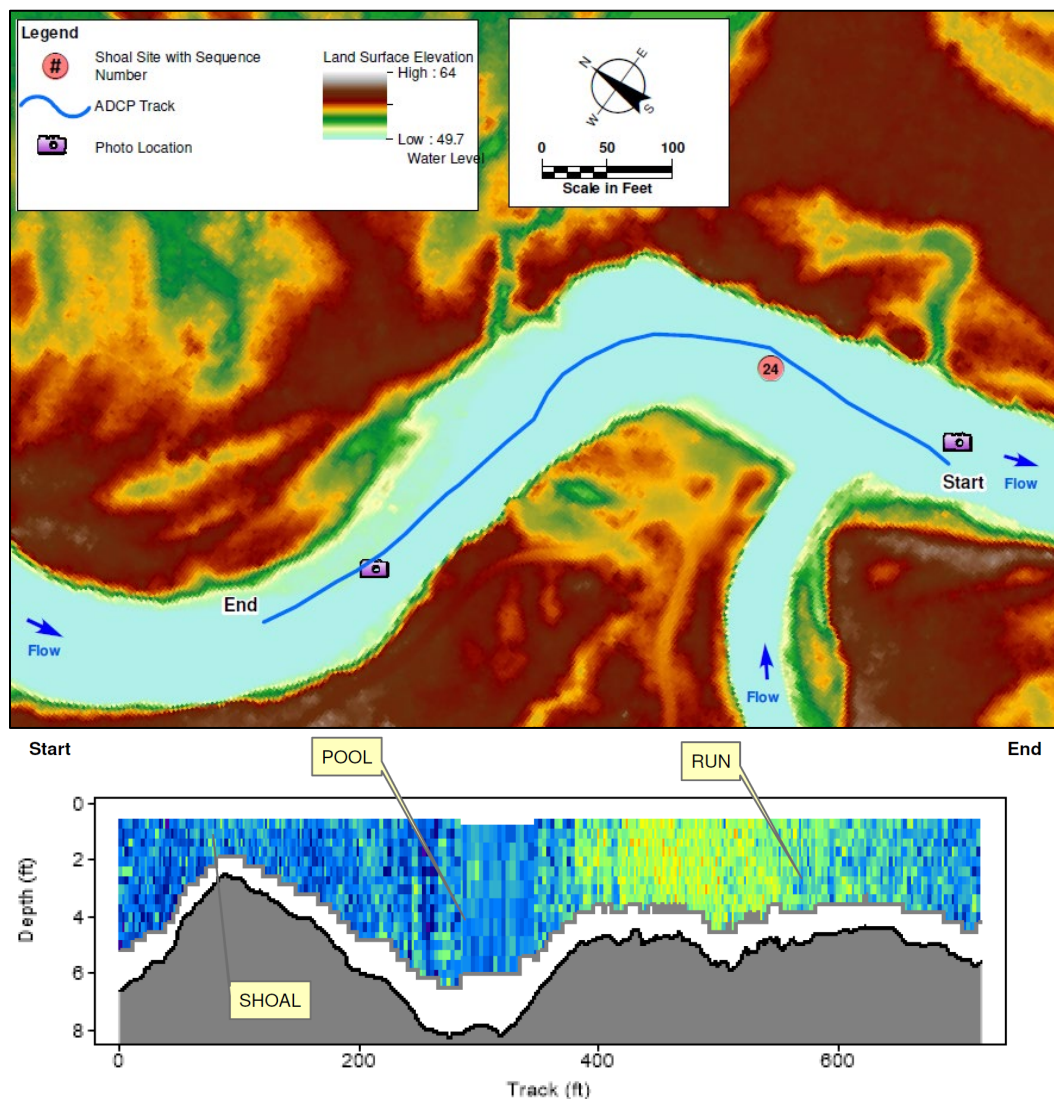 Legend
#
Shoal Site with Sequence
Number
ADCP Track
Photo Location
Land Surface Elevation
High : 64
Low : 49.7
Water Level
N
E
W
S
0 50 100
Scale in Feet
24
Start
Flow
End
Flow
Flow
Start
End
POOL
RUN
SHOAL
Depth (ft)
0
2
4
6
8
0 200 400 600
Track (ft)